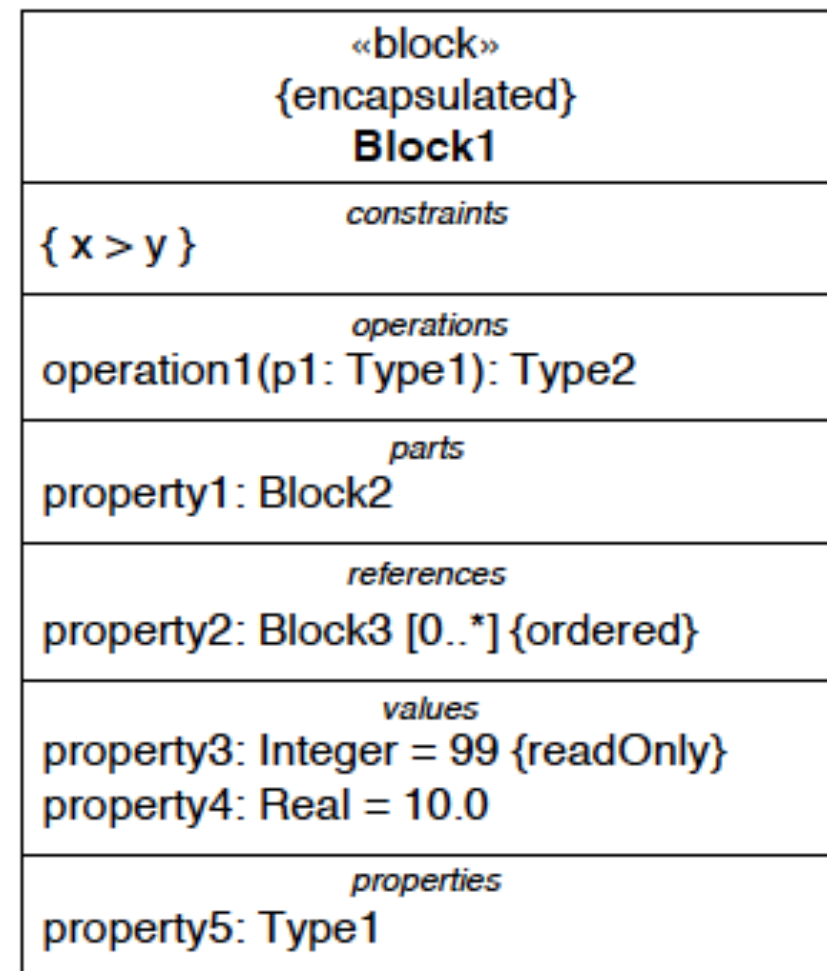 «block»
{encapsulated}
Block1
constraints
{ x > y }
operations
operation1(p1: Type1): Type2
parts
property1: Block2
references
property2: Block3 [0..*] {ordered}
values
property3: Integer = 99 {readOnly}
property4: Real = 10.0
properties
property5: Type1